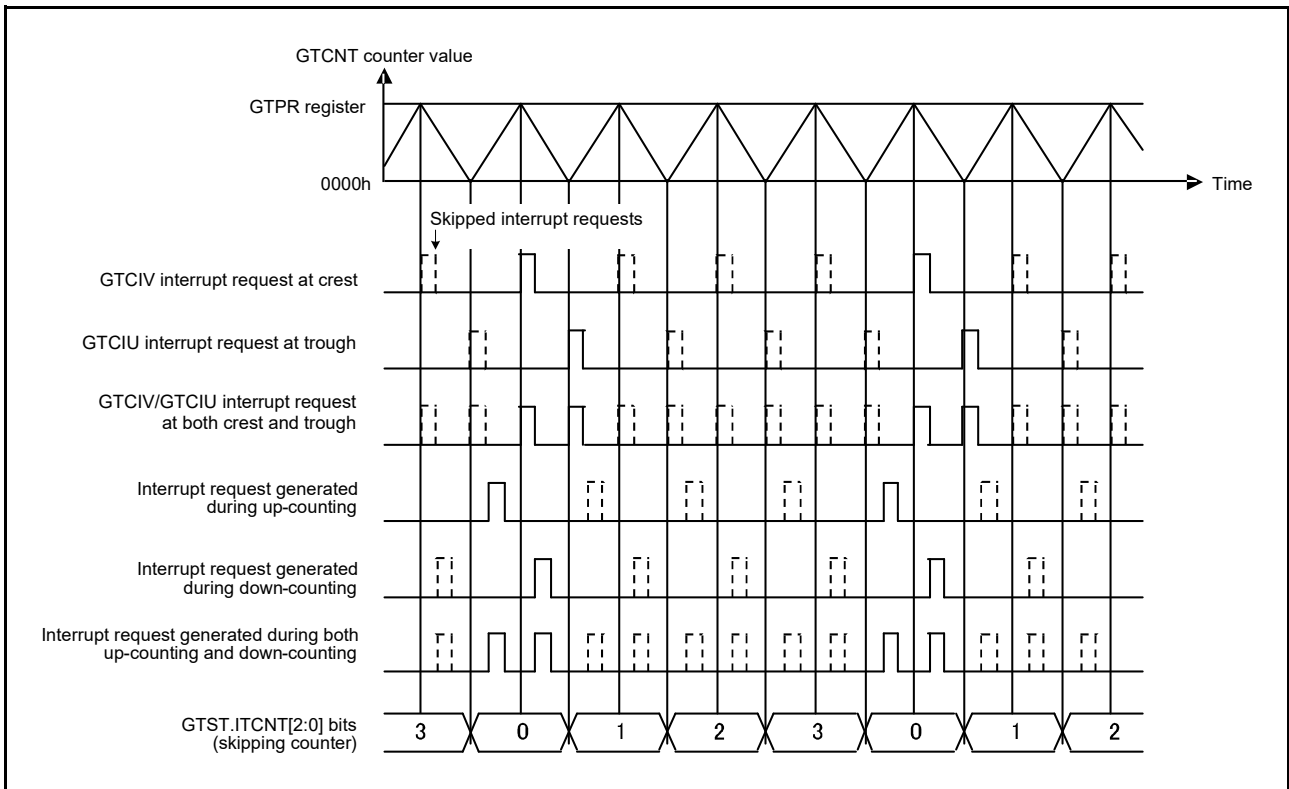 GTCNT counter value
GTPR register
0000h
Time
Skipped interrupt requests
GTCIV interrupt request at crest
GTCIU interrupt request at trough
GTCIV/GTCIU interrupt request
at both crest and trough
Interrupt request generated
during up-counting
Interrupt request generated
during down-counting
Interrupt request generated during both
up-counting and down-counting
GTST.ITCNT[2:0] bits
(skipping counter)
3 0 1 2 3 0 1 2